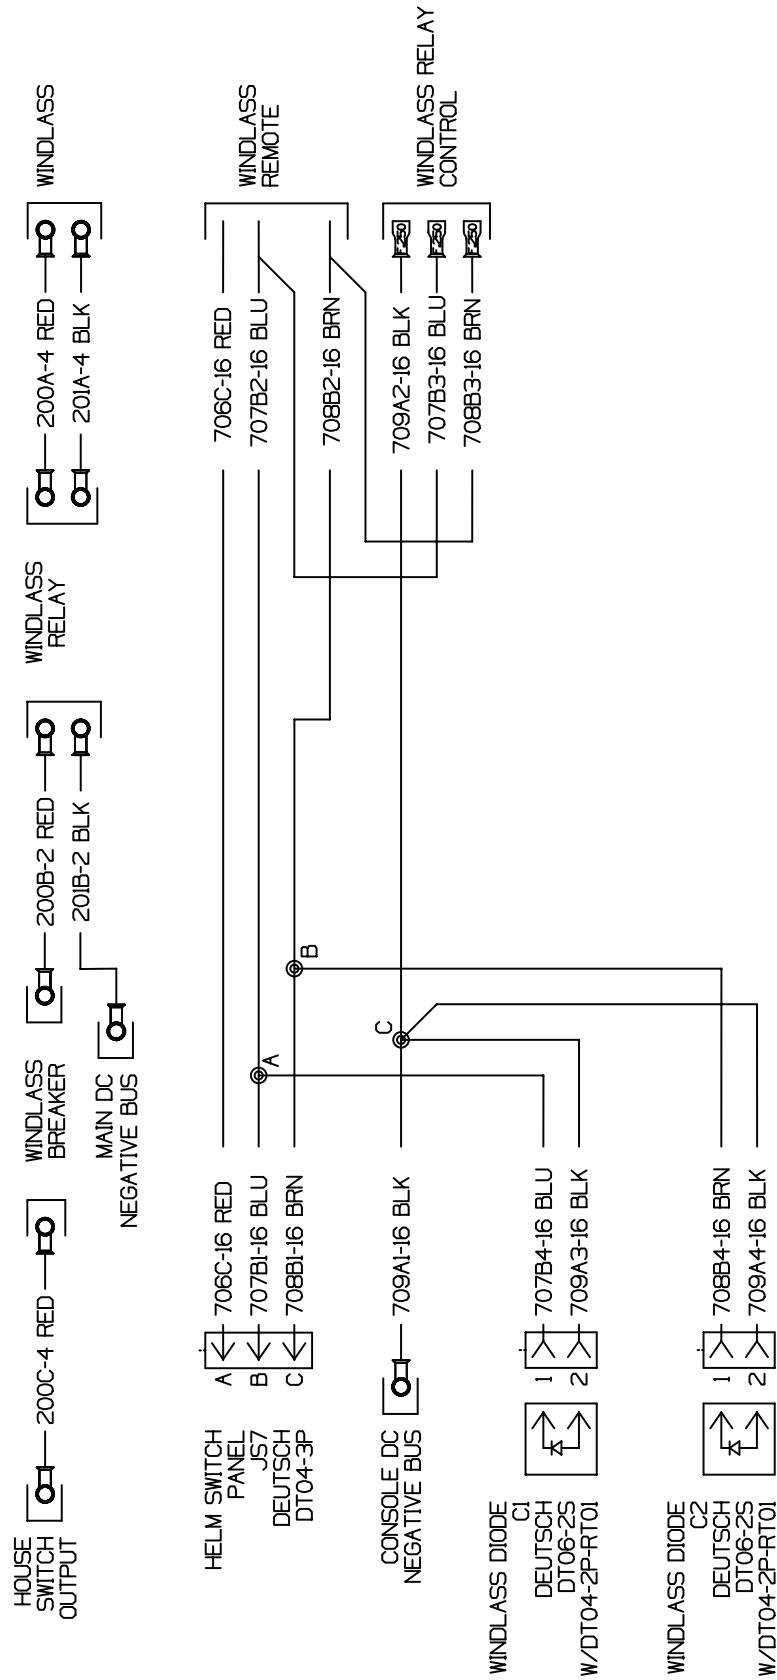 HOUSE
SWITCH
OUTPUT
200C-4 RED
WINDLASS
BREAKER
200B-2 RED
201B-2 BLK
MAIN DC
NEGATIVE BUS
WINDLASS
RELAY
200A-4 RED
201A-4 BLK
WINDLASS
HELM SWITCH
PANEL
JS7
DEUTSCH
DT04-3P
A
B
C
706C-16 RED
707B1-16 BLU
708B1-16 BRN
A
B
706C-16 RED
707B2-16 BLU
708B2-16 BRN
WINDLASS
REMOTE
CONSOLE DC
NEGATIVE BUS
709A1-16 BLK
C
709A2-16 BLK
707B3-16 BLU
708B3-16 BRN
F.250
F.250
F.250
WINDLASS RELAY
CONTROL
WINDLASS DIODE
C1
DEUTSCH
DT06-2S
W/DT04-2P-RT01
1
2
707B4-16 BLU
709A3-16 BLK
WINDLASS DIODE
C2
DEUTSCH
DT06-2S
W/DT04-2P-RT01
1
2
708B4-16 BRN
709A4-16 BLK